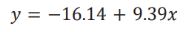 y = −16.14 + 9.39x